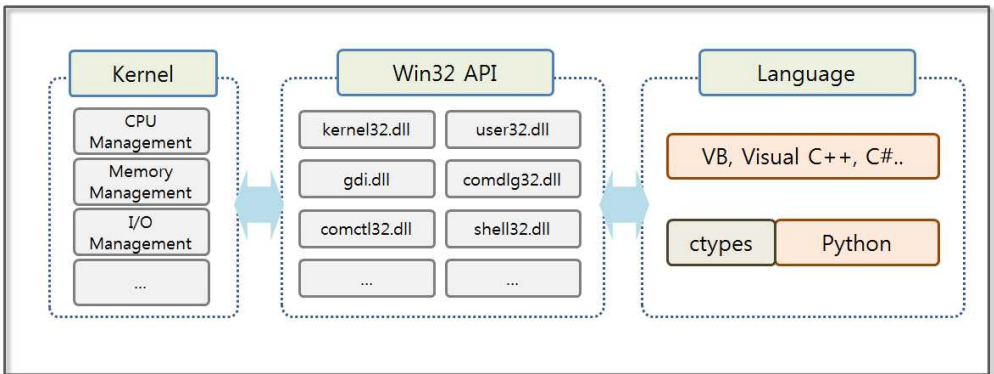 Kernel
CPU
Management
Memory
Management
I/O
Management
...
Win32 API
kernel32.dll
user32.dll
gdi.dll
comdlg32.dll
comctl32.dll
shell32.dll
...
...
Language
VB, Visual C++, C#..
ctypes
Python